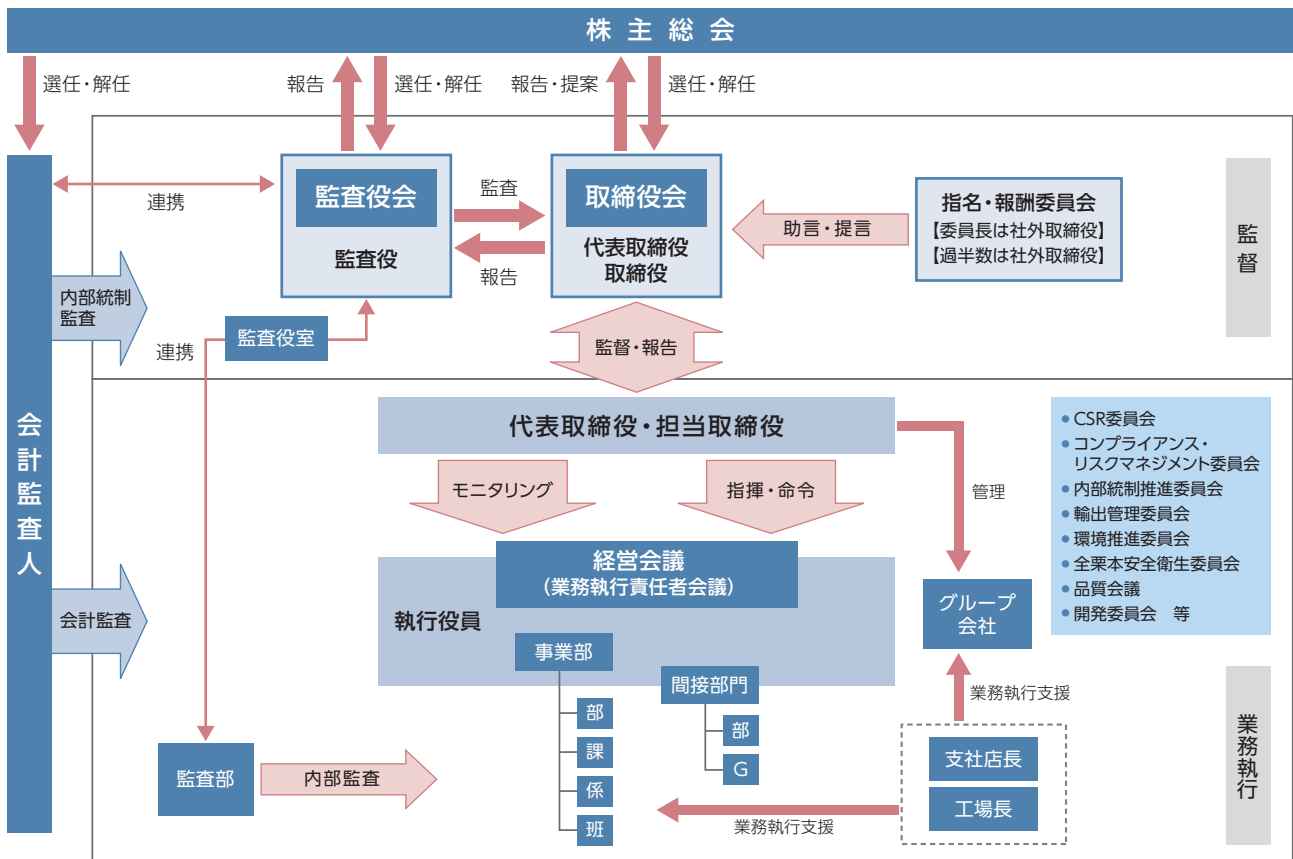 株主総会
選任・解任
報告
選任・解任
報告・提案
選任・解任
会計監査人
連携
監査役会
監査役
監査
報告
取締役会
代表取締役
取締役
助言・提言
指名・報酬委員会
【委員長は社外取締役】
【過半数は社外取締役】
監督
内部統制
監査
連携
監査役室
監督・報告
代表取締役・担当取締役
モニタリング
指揮・命令
管理
●CSR委員会
●コンプライアンス・
リスクマネジメント委員会
●内部統制推進委員会
●輸出管理委員会
●環境推進委員会
●全栗本安全衛生委員会
●品質会議
●開発委員会　等
経営会議
（業務執行責任者会議）
執行役員
会計監査
グループ
会社
事業部
部
課
係
班
間接部門
部
G
業務執行支援
支社店長
工場長
業務執行支援
監査部
内部監査
業務執行